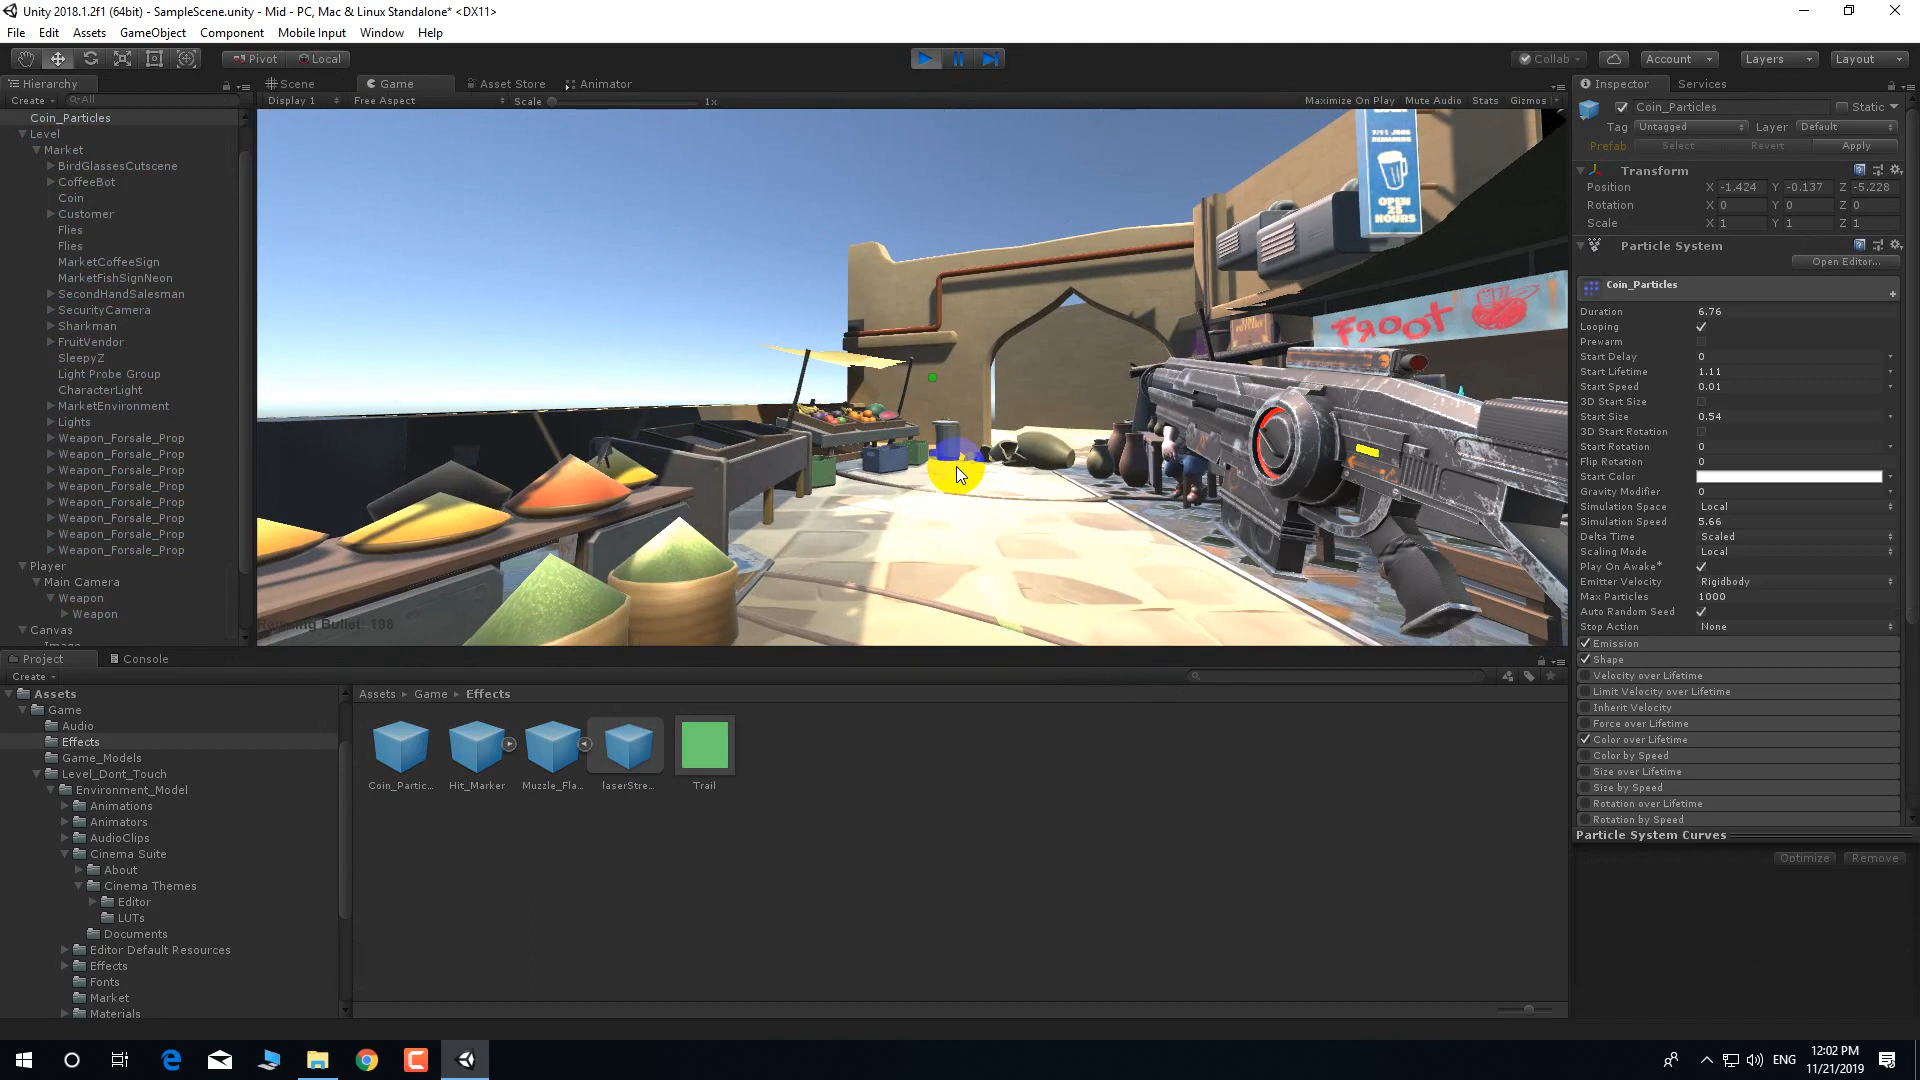 Unity 2018.1.2f1 (64bit) - SampleScene.unity - Mid - PC, Mac & Linux Standalone* <DX11>
File Edit Assets GameObject Component Mobile Input Window Help
Pivot Local Collab Account Layers Layout
Hierarchy Scene Game Asset Store Animator Inspector Services
Create All Display 1 Free Aspect Scale 1x Maximize On Play Mute Audio Stats Gizmos
Coin_Particles
Level
Market
BirdGlassesCutscene
CoffeeBot
Coin
Customer
Flies
Flies
MarketCoffeeSign
MarketFishSignNeon
SecondHandSalesman
SecurityCamera
Sharkman
FruitVendor
SleepyZ
Light Probe Group
CharacterLight
MarketEnvironment
Lights
Weapon_Forsale_Prop
Weapon_Forsale_Prop
Weapon_Forsale_Prop
Weapon_Forsale_Prop
Weapon_Forsale_Prop
Weapon_Forsale_Prop
Weapon_Forsale_Prop
Weapon_Forsale_Prop
Player
Main Camera
Weapon
Weapon
Canvas
Image
7/11 JOBS
REMAINING
OPEN
25
HOURS
FROOT
Remaining Bullet: 198
Coin_Particles Static
Tag Untagged Layer Default
Prefab Select Revert Apply
Transform
Position X -1.424 Y -0.137 Z -5.228
Rotation X 0 Y 0 Z 0
Scale X 1 Y 1 Z 1
Particle System
Open Editor...
Coin_Particles
Duration 6.76
Looping
Prewarm
Start Delay 0
Start Lifetime 1.11
Start Speed 0.01
3D Start Size
Start Size 0.54
3D Start Rotation
Start Rotation 0
Flip Rotation 0
Start Color
Gravity Modifier 0
Simulation Space Local
Simulation Speed 5.66
Delta Time Scaled
Scaling Mode Local
Play On Awake*
Emitter Velocity Rigidbody
Max Particles 1000
Auto Random Seed
Stop Action None
Emission
Shape
Velocity over Lifetime
Limit Velocity over Lifetime
Inherit Velocity
Force over Lifetime
Color over Lifetime
Color by Speed
Size over Lifetime
Size by Speed
Rotation over Lifetime
Rotation by Speed
Particle System Curves
Optimize Remove
Project Console
Create
Assets
Game
Audio
Effects
Game_Models
Level_Dont_Touch
Environment_Model
Animations
Animators
AudioClips
Cinema Suite
About
Cinema Themes
Editor
LUTs
Documents
Editor Default Resources
Effects
Fonts
Market
Materials
Assets Game Effects
Coin_Partic... Hit_Marker Muzzle_Fla... laserStre... Trail
ENG 12:02 PM
11/21/2019